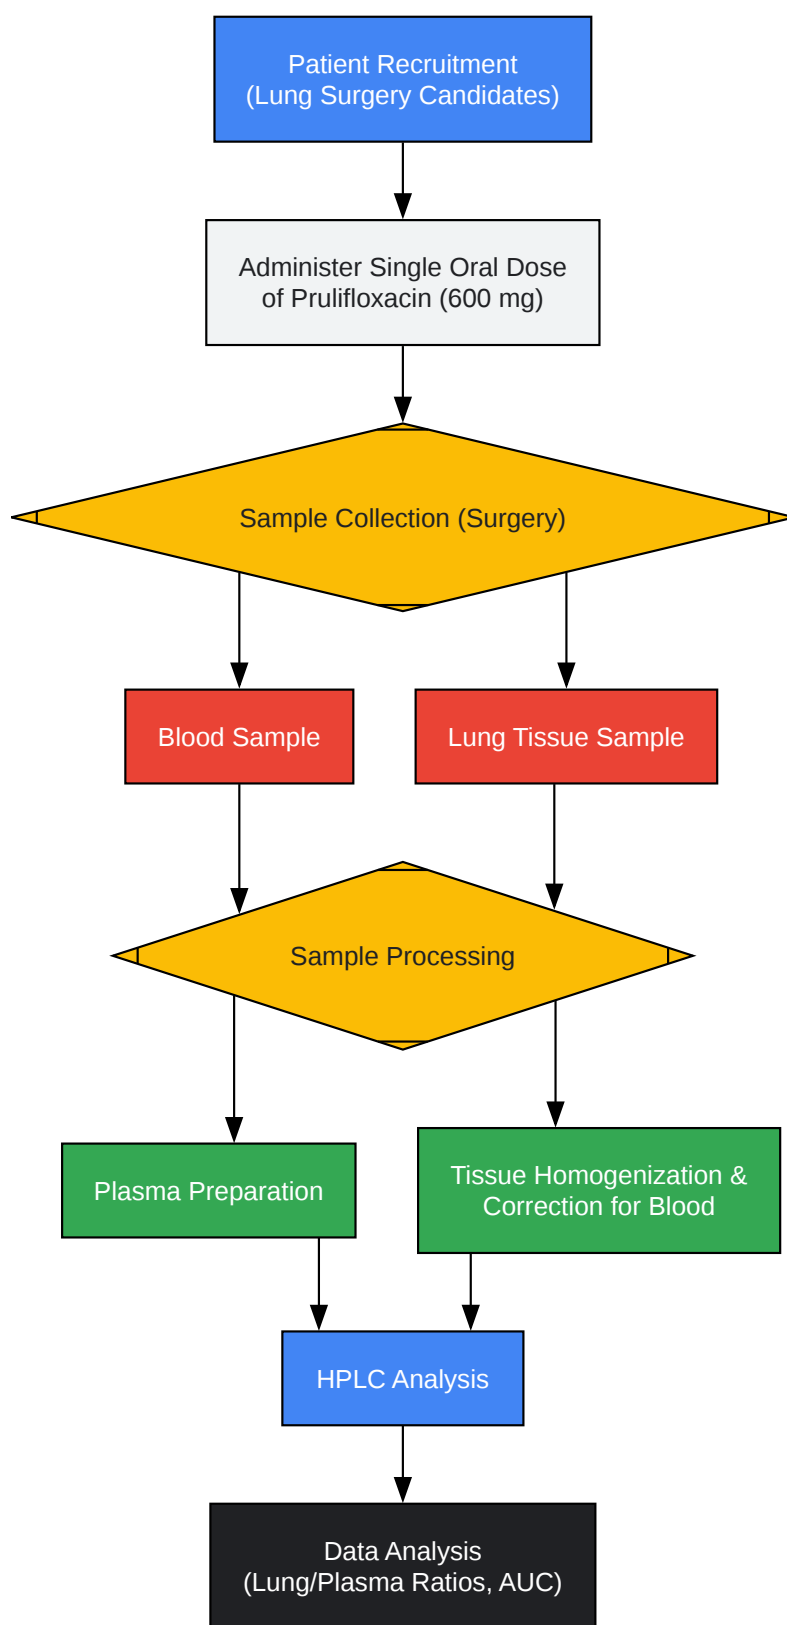 Patient Recruitment
(Lung Surgery Candidates)
Administer Single Oral Dose
of Prulifloxacin (600 mg)
Sample Collection (Surgery)
Blood Sample
Lung Tissue Sample
Sample Processing
Plasma Preparation
Tissue Homogenization &
Correction for Blood
HPLC Analysis
Data Analysis
(Lung/Plasma Ratios, AUC)